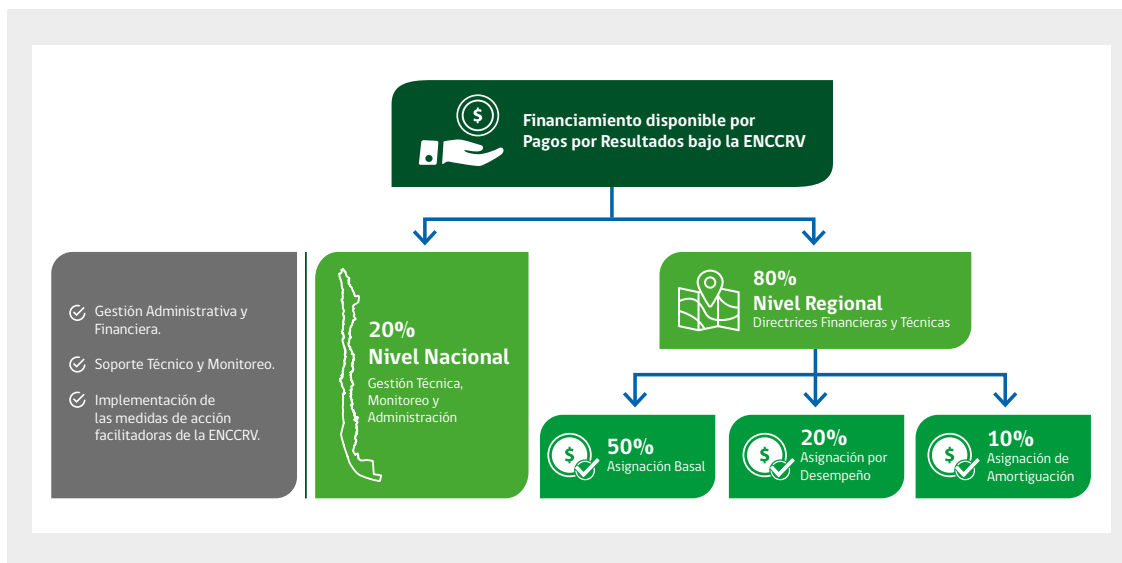 $
Financiamiento disponible por
Pagos por Resultados bajo la ENCCRV
Gestión Administrativa y
Financiera.
Soporte Técnico y Monitoreo.
Implementación de
las medidas de acción
facilitadoras de la ENCCRV.
20%
Nivel Nacional
Gestión Técnica,
Monitoreo y
Administración
80%
Nivel Regional
Directrices Financieras y Técnicas
$
50%
Asignación Basal
$
20%
Asignación por
Desempeño
$
10%
Asignación de
Amortiguación